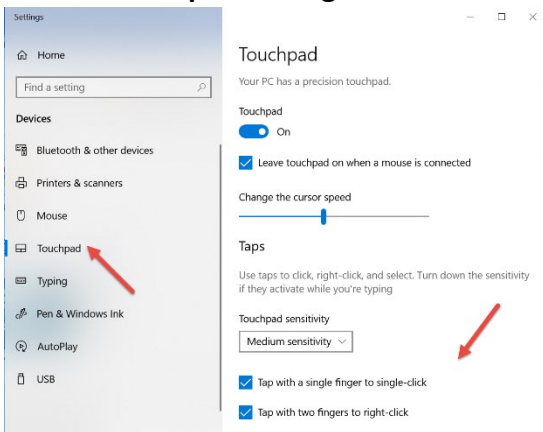 Settings
Home
Find a setting
Devices
Bluetooth & other devices
Printers & scanners
Mouse
Touchpad
Typing
Pen & Windows Ink
AutoPlay
USB
Touchpad
Your PC has a precision touchpad.
Touchpad
On
Leave touchpad on when a mouse is connected
Change the cursor speed
Taps
Use taps to click, right-click, and select. Turn down the sensitivity
if they activate while you're typing
Touchpad sensitivity
Medium sensitivity
Tap with a single finger to single-click
Tap with two fingers to right-click